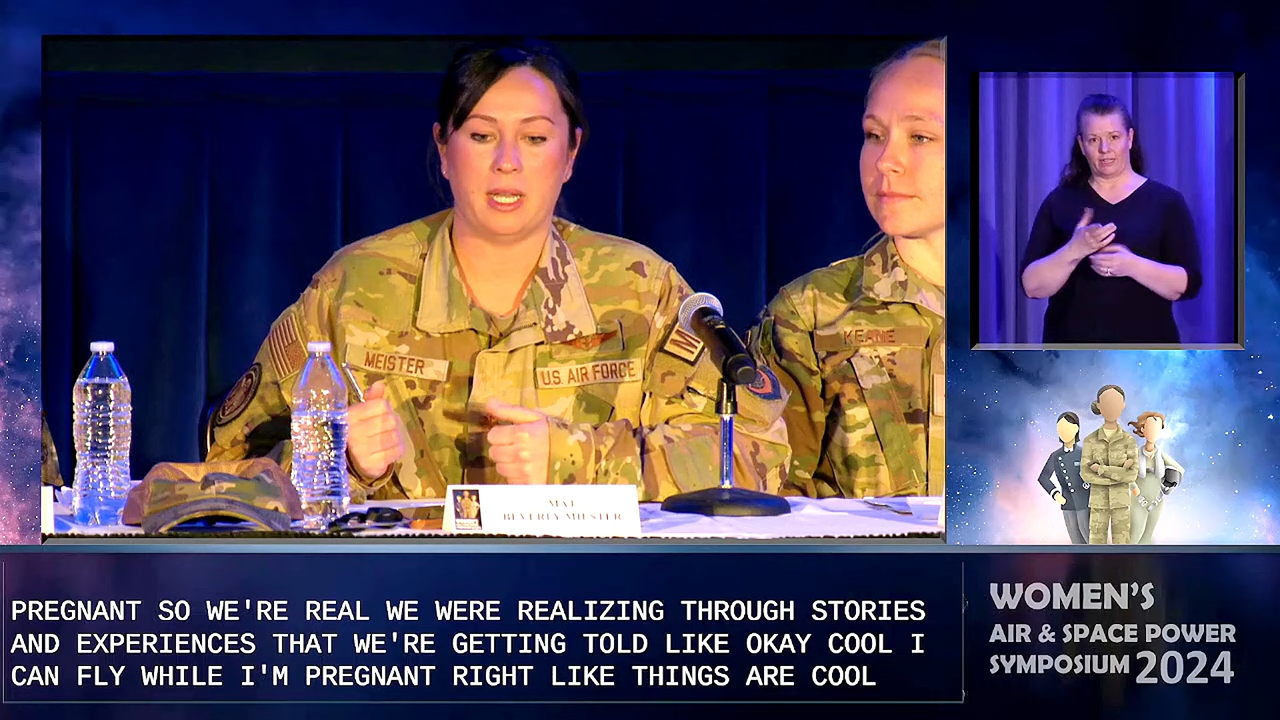 MEISTER
U.S. AIR FORCE
KEANE
MAJ
BEVERLY MIESTER
PREGNANT SO WE'RE REAL WE WERE REALIZING THROUGH STORIES
AND EXPERIENCES THAT WE'RE GETTING TOLD LIKE OKAY COOL I
CAN FLY WHILE I'M PREGNANT RIGHT LIKE THINGS ARE COOL
WOMEN'S
AIR & SPACE POWER
SYMPOSIUM 2024